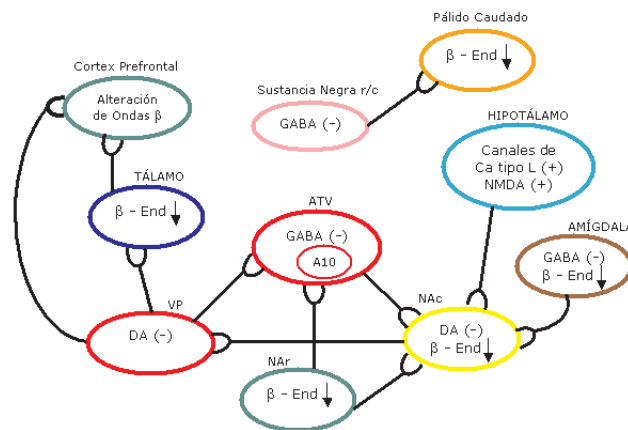 Pálido Caudado
β - End ↓
Cortex Prefrontal
Alteración
de Ondas β
Sustancia Negra r/c
GABA (-)
HIPOTÁLAMO
Canales de
Ca tipo L (+)
NMDA (+)
TÁLAMO
β - End ↓
ATV
GABA (-)
A10
AMÍGDALA
GABA (-)
β - End ↓
VP
DA (-)
NAc
DA (-)
β - End ↓
NAr
β - End ↓